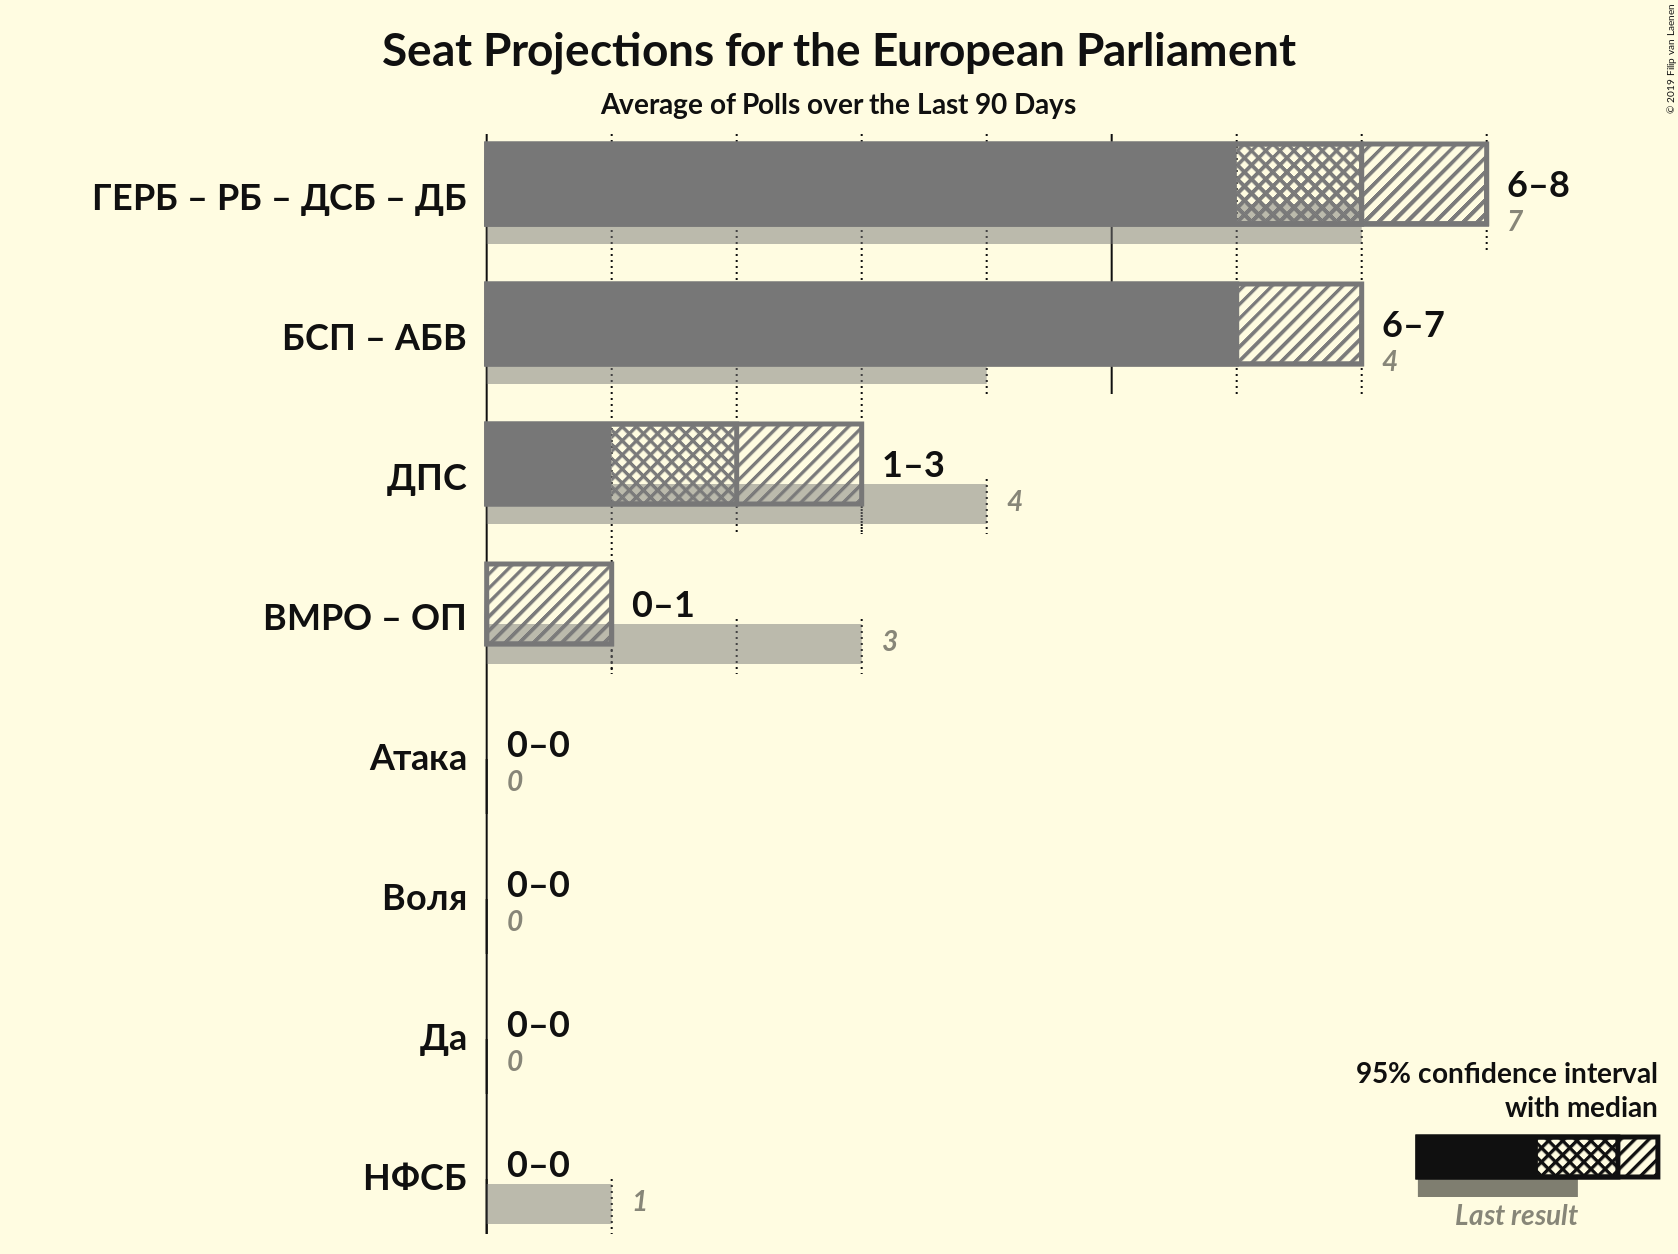 Seat Projections for the European Parliament
Average of Polls over the Last 90 Days
© 2019 Filip van Laenen
ГЕРБ – РБ – ДСБ – ДБ
6–8
7
БСП – АБВ
6–7
4
ДПС
1–3
4
ВМРО – ОП
0–1
3
Атака
0–0
0
Воля
0–0
0
Да
0–0
0
НФСБ
0–0
1
95% confidence interval
with median
Last result